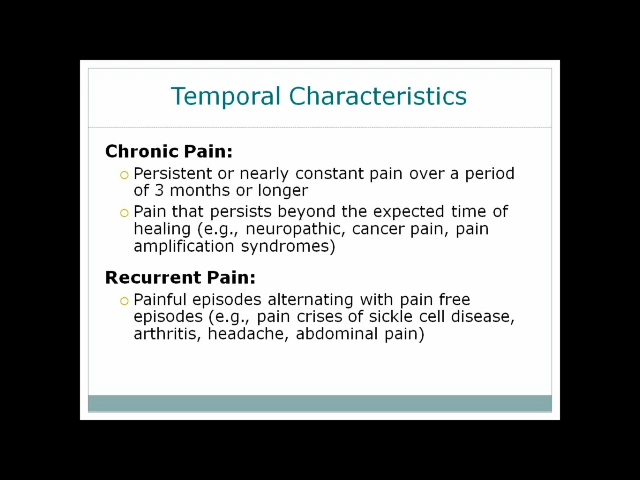 Temporal Characteristics
Chronic Pain:
Persistent or nearly constant pain over a period
of 3 months or longer
Pain that persists beyond the expected time of
healing (e.g., neuropathic, cancer pain, pain
amplification syndromes)
Recurrent Pain:
Painful episodes alternating with pain free
episodes (e.g., pain crises of sickle cell disease,
arthritis, headache, abdominal pain)